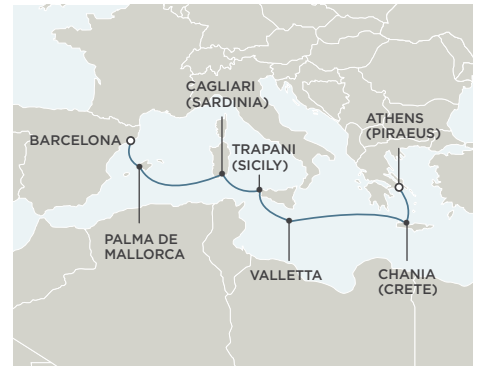 CAGLIARI
(SARDINIA)
ATHENS
(PIRAEUS)
BARCELONA
TRAPANI
(SICILY)
PALMA DE
MALLORCA
VALLETTA
CHANIA
(CRETE)